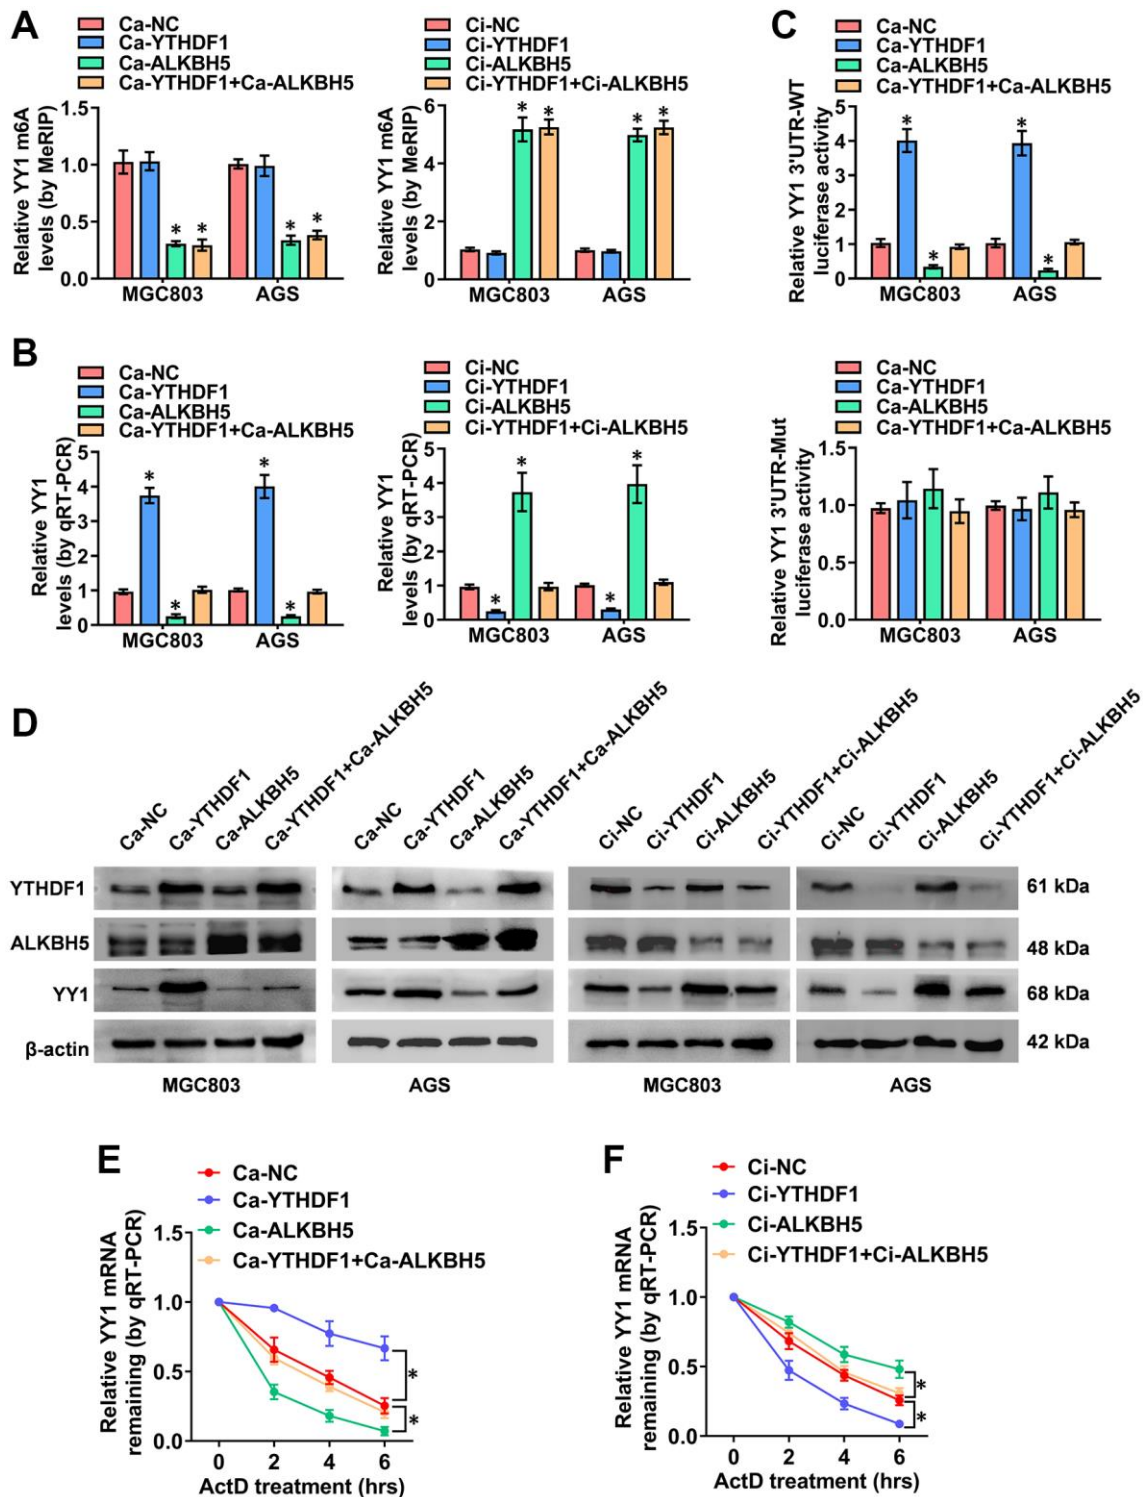 A
Ca-NC
Ca-YTHDF1
Ca-ALKBH5
Ca-YTHDF1+Ca-ALKBH5
Relative YY1 m6A
levels (by MeRIP)
1.5
1.0
0.5
0.0
* * * *
MGC803 AGS
Ci-NC
Ci-YTHDF1
Ci-ALKBH5
Ci-YTHDF1+Ci-ALKBH5
Relative YY1 m6A
levels (by MeRIP)
6
4
2
0
* * * *
MGC803 AGS
C
Ca-NC
Ca-YTHDF1
Ca-ALKBH5
Ca-YTHDF1+Ca-ALKBH5
Relative YY1 3'UTR-WT
luciferase activity
5
4
3
2
1
0
* * * *
MGC803 AGS
B
Ca-NC
Ca-YTHDF1
Ca-ALKBH5
Ca-YTHDF1+Ca-ALKBH5
Relative YY1
levels (by qRT-PCR)
5
4
3
2
1
0
* * * *
MGC803 AGS
Ci-NC
Ci-YTHDF1
Ci-ALKBH5
Ci-YTHDF1+Ci-ALKBH5
Relative YY1
levels (by qRT-PCR)
5
4
3
2
1
0
* * * *
MGC803 AGS
Ca-NC
Ca-YTHDF1
Ca-ALKBH5
Ca-YTHDF1+Ca-ALKBH5
Relative YY1 3'UTR-Mut
luciferase activity
1.5
1.0
0.5
0.0
MGC803 AGS
D
Ca-NC
Ca-YTHDF1
Ca-ALKBH5
Ca-YTHDF1+Ca-ALKBH5
Ca-NC
Ca-YTHDF1
Ca-ALKBH5
Ca-YTHDF1+Ca-ALKBH5
Ci-NC
Ci-YTHDF1
Ci-ALKBH5
Ci-YTHDF1+Ci-ALKBH5
Ci-NC
Ci-YTHDF1
Ci-ALKBH5
Ci-YTHDF1+Ci-ALKBH5
YTHDF1 61 kDa
ALKBH5 48 kDa
YY1 68 kDa
β-actin 42 kDa
MGC803 AGS MGC803 AGS
E
Ca-NC
Ca-YTHDF1
Ca-ALKBH5
Ca-YTHDF1+Ca-ALKBH5
Relative YY1 mRNA
remaining (by qRT-PCR)
1.5
1.0
0.5
0.0
*
*
0 2 4 6
ActD treatment (hrs)
F
Ci-NC
Ci-YTHDF1
Ci-ALKBH5
Ci-YTHDF1+Ci-ALKBH5
Relative YY1 mRNA
remaining (by qRT-PCR)
1.5
1.0
0.5
0.0
*
*
0 2 4 6
ActD treatment (hrs)